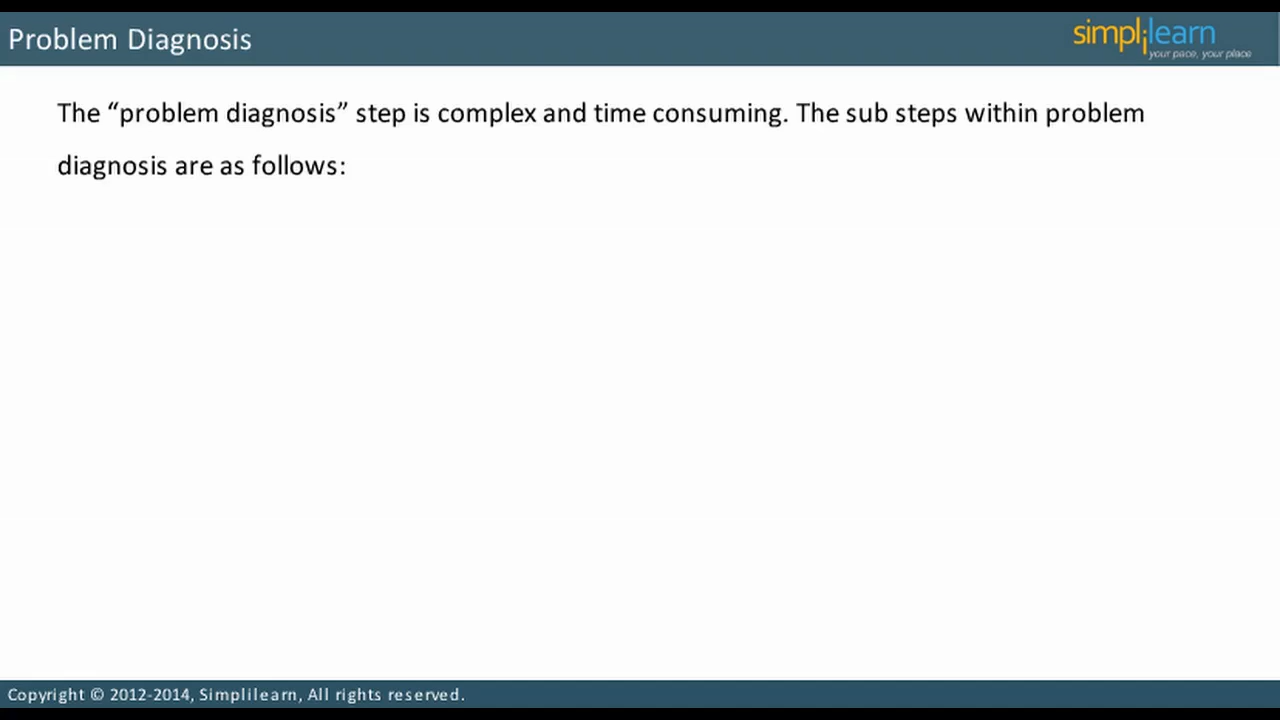 Problem Diagnosis
simplilearn
your pace, your place
The “problem diagnosis” step is complex and time consuming. The sub steps within problem
diagnosis are as follows:
Copyright © 2012-2014, Simplilearn, All rights reserved.